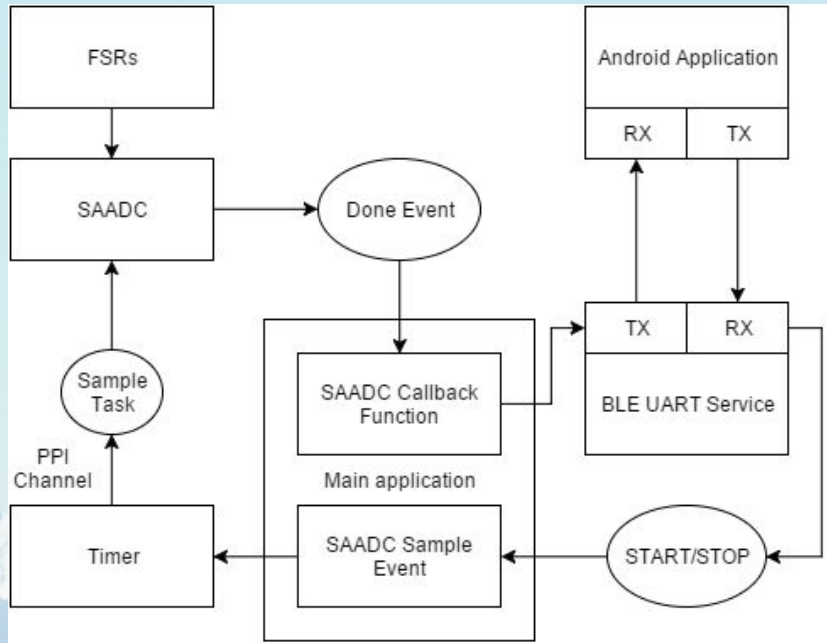 FSRs
Android Application
RX
TX
SAADC
Done Event
TX
RX
Sample
Task
SAADC Callback
Function
BLE UART Service
PPI
Channel
Main application
Timer
SAADC Sample
Event
START/STOP